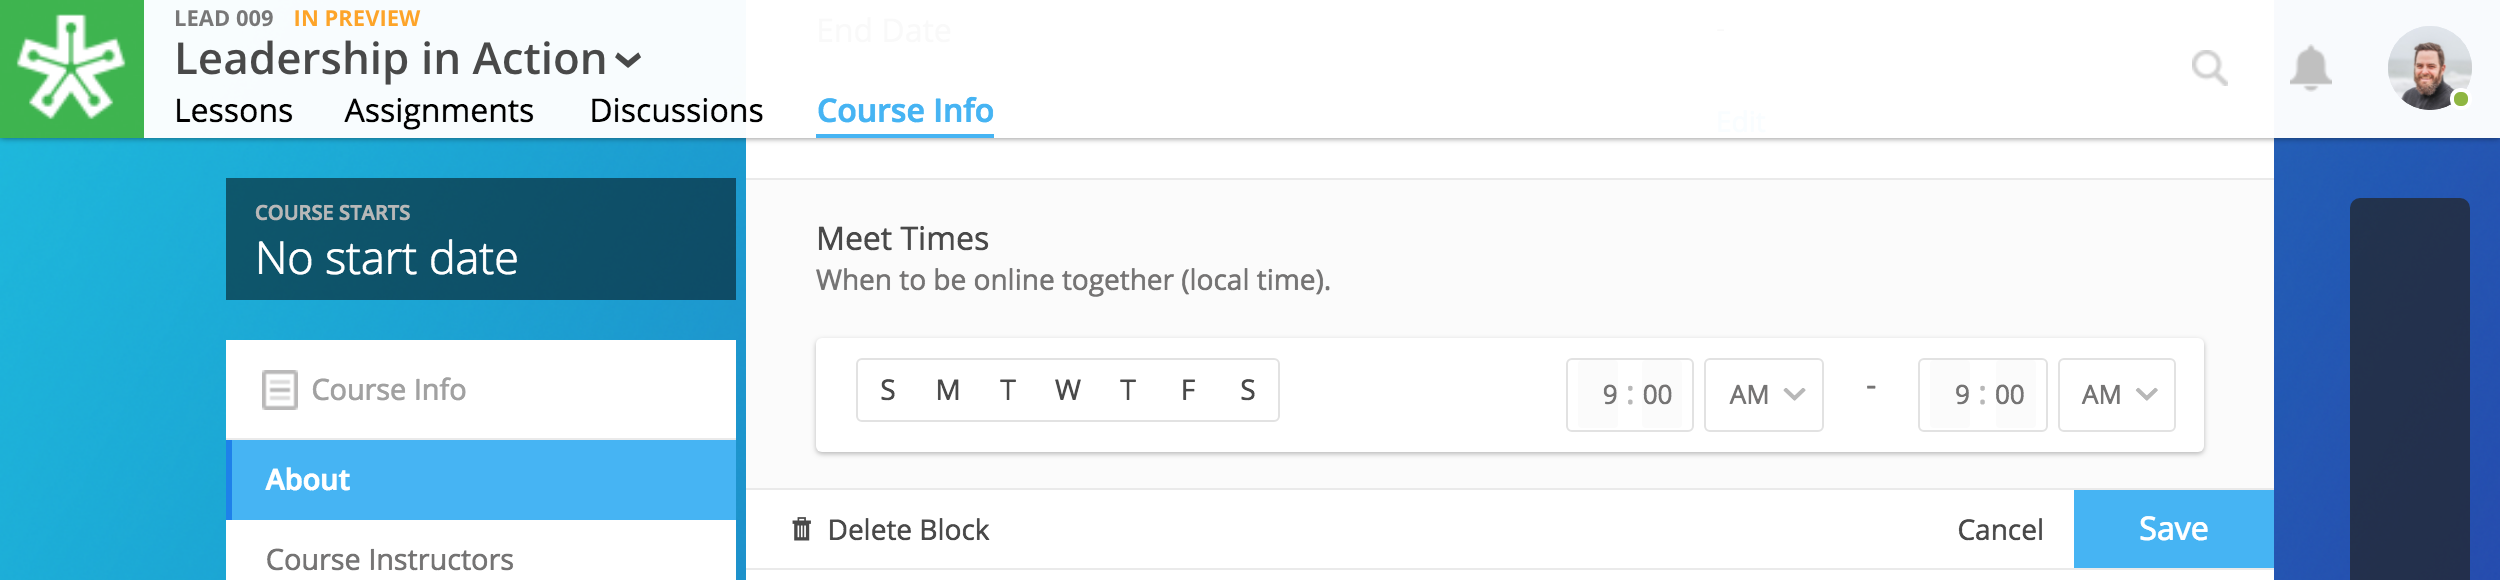 LEAD 009 IN PREVIEW
Leadership in Action
Lessons Assignments Discussions Course Info
End Date
Edit
COURSE STARTS
No start date
Course Info
About
Course Instructors
Meet Times
When to be online together (local time).
S M T W T F S 9 : 00 AM - 9 : 00 AM
Delete Block Cancel Save